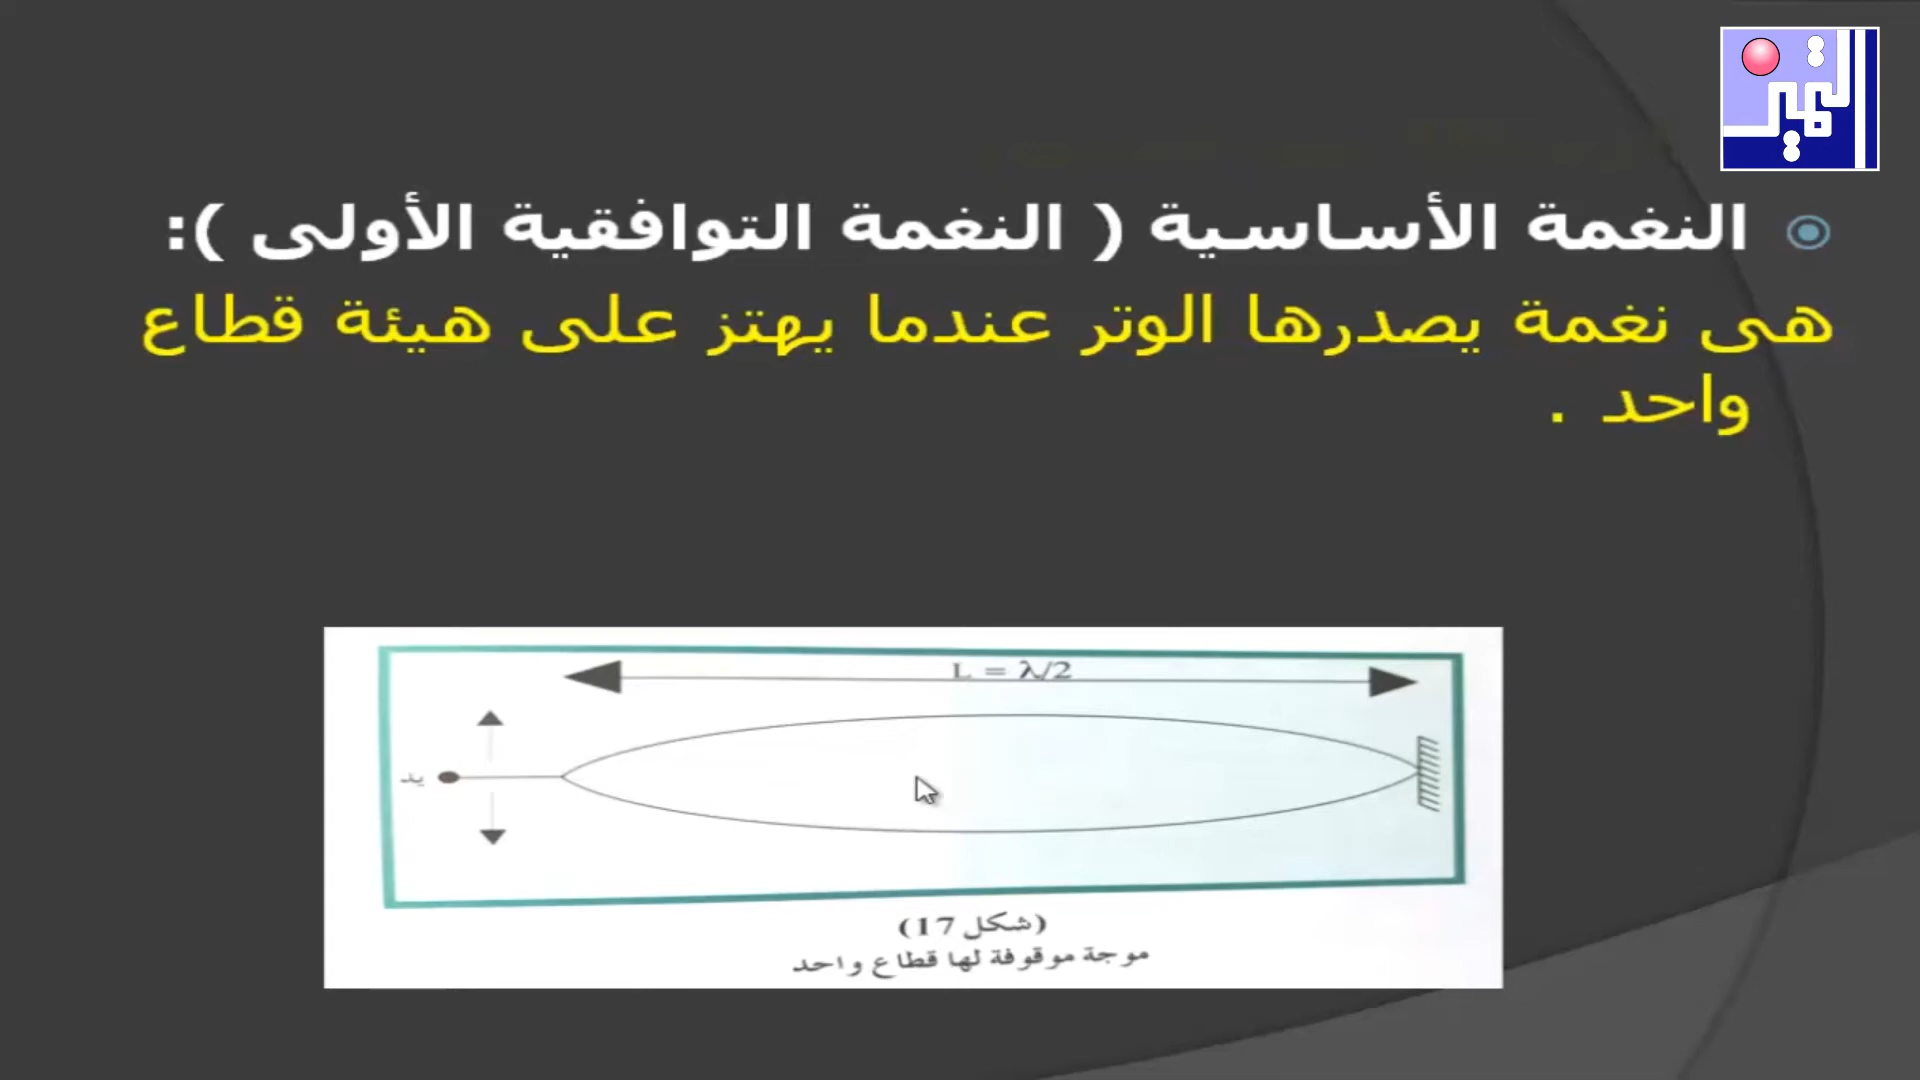 النغمة الأساسية ( النغمة التوافقية الأولى ):
هى نغمة يصدرها الوتر عندما يهتز على هيئة قطاع
واحد .
L = λ/2
يد
(شكل 17)
موجة موقوفة لها قطاع واحد